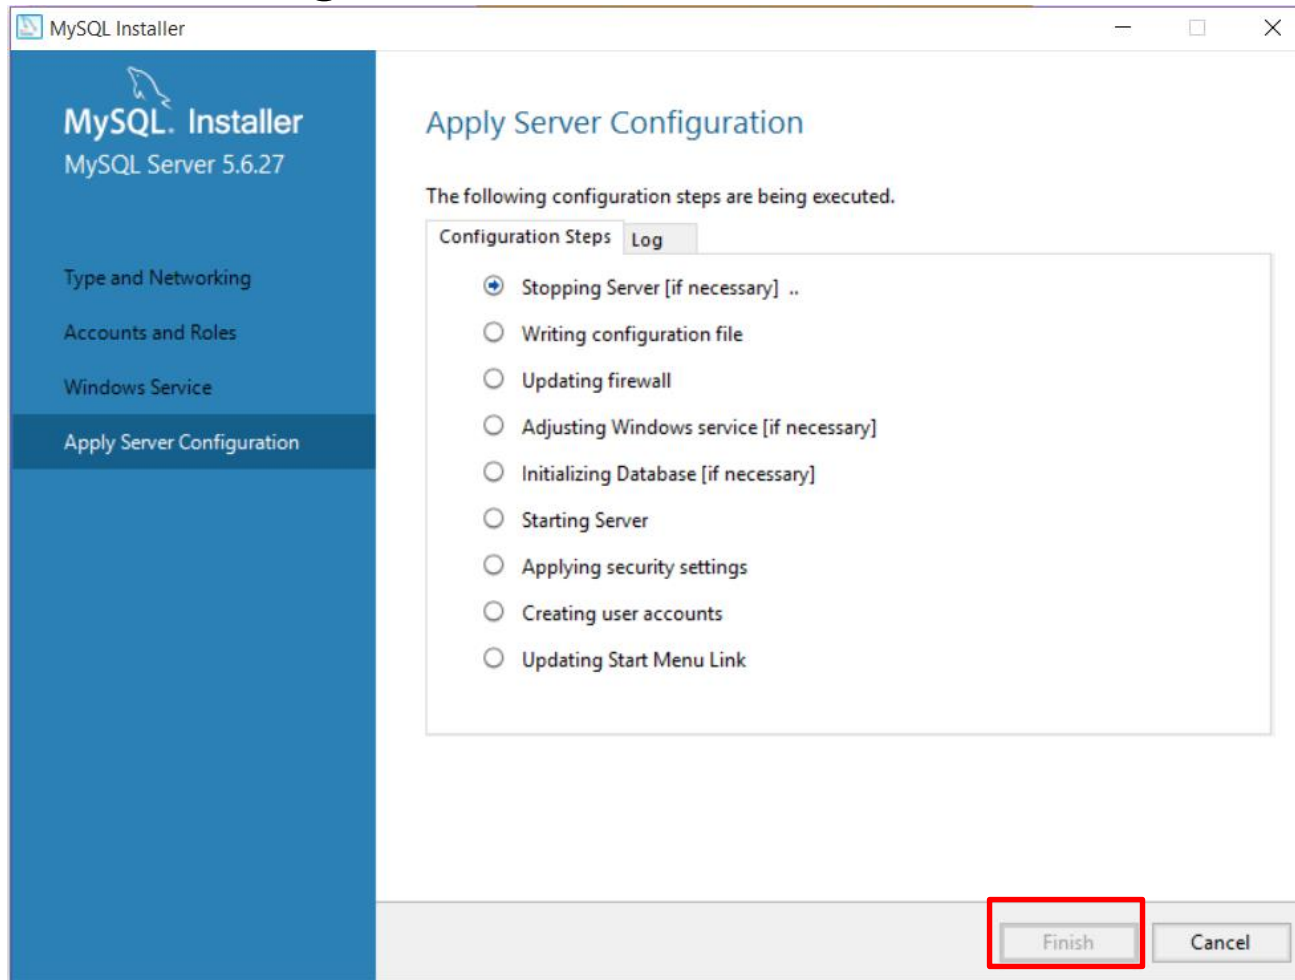 MySQL Installer
MySQL. Installer
MySQL Server 5.6.27
Type and Networking
Accounts and Roles
Windows Service
Apply Server Configuration
Apply Server Configuration
The following configuration steps are being executed.
Configuration Steps Log
Stopping Server [if necessary] ..
Writing configuration file
Updating firewall
Adjusting Windows service [if necessary]
Initializing Database [if necessary]
Starting Server
Applying security settings
Creating user accounts
Updating Start Menu Link
Finish Cancel